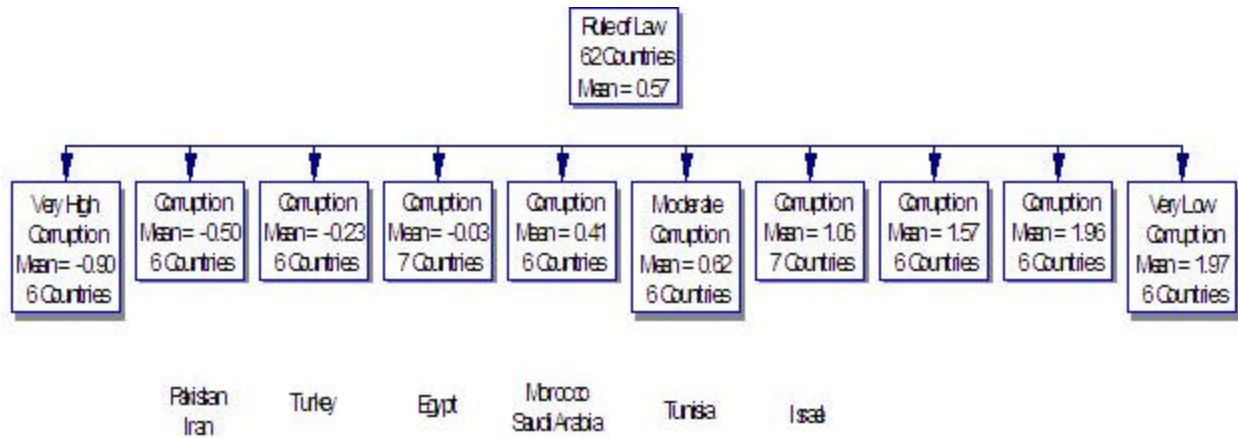 Rule of Law
62 Countries
Mean = 0.57
Very High
Corruption
Mean = -0.90
6 Countries
Corruption
Mean = -0.50
6 Countries
Corruption
Mean = -0.23
6 Countries
Corruption
Mean = -0.03
7 Countries
Corruption
Mean = 0.41
6 Countries
Moderate
Corruption
Mean = 0.62
6 Countries
Corruption
Mean = 1.06
7 Countries
Corruption
Mean = 1.57
6 Countries
Corruption
Mean = 1.96
6 Countries
Very Low
Corruption
Mean = 1.97
6 Countries
Pakistan
Iran
Turkey
Egypt
Morocco
Saudi Arabia
Tunisia
Israel